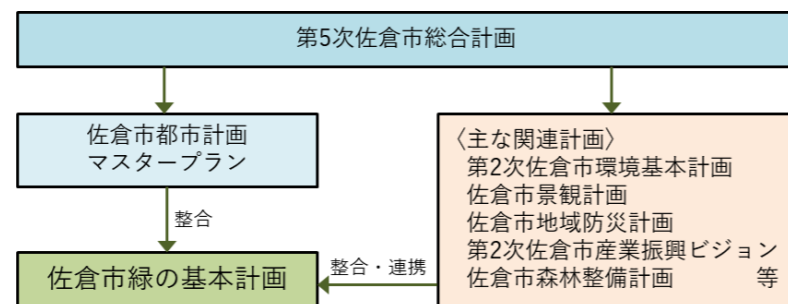 第5次佐倉市総合計画
佐倉市都市計画
マスタープラン
整合
佐倉市緑の基本計画
整合・連携
〈主な関連計画〉
第2次佐倉市環境基本計画
佐倉市景観計画
佐倉市地域防災計画
第2次佐倉市産業振興ビジョン
佐倉市森林整備計画　　　等